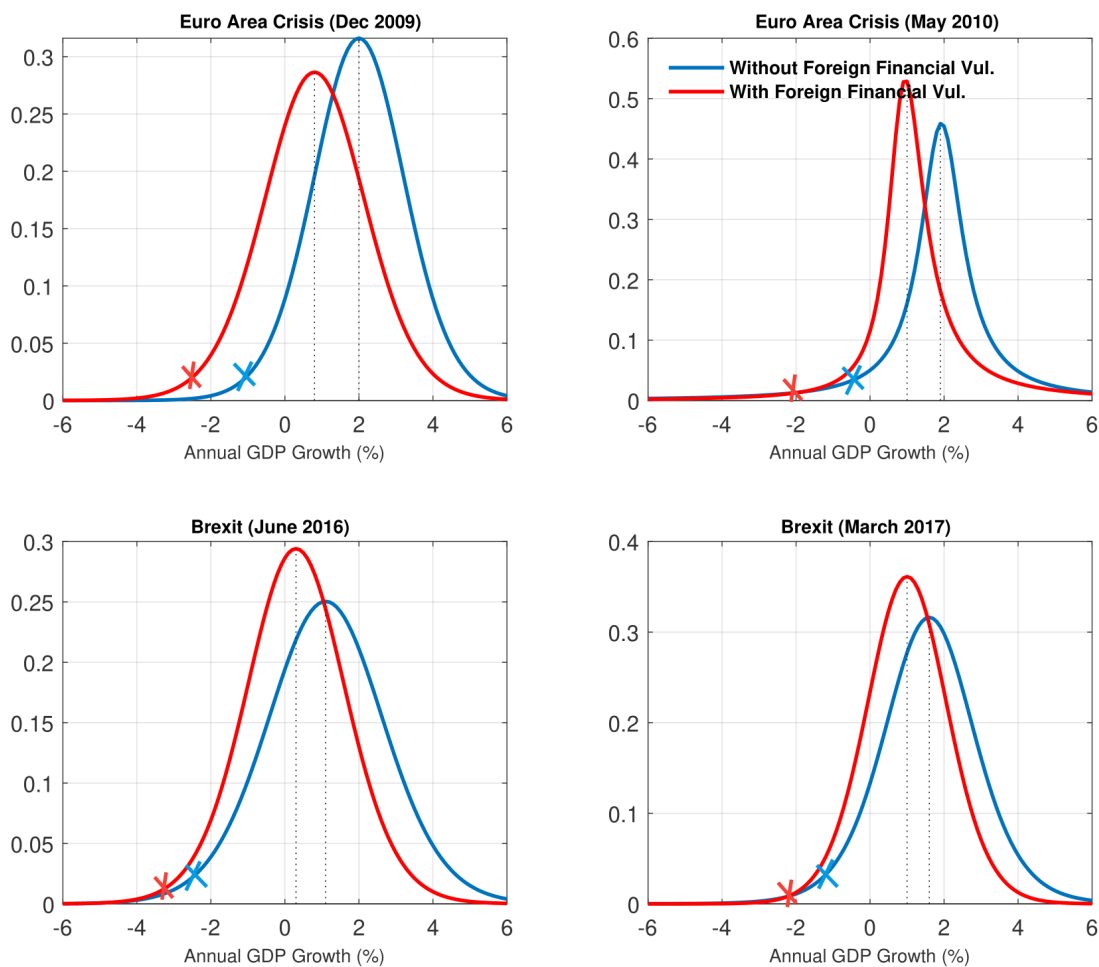 Euro Area Crisis (Dec 2009)
0.3
0.25
0.2
0.15
0.1
0.05
0
-6 -4 -2 0 2 4 6
Annual GDP Growth (%)
Euro Area Crisis (May 2010)
Without Foreign Financial Vul.
With Foreign Financial Vul.
0.6
0.5
0.4
0.3
0.2
0.1
0
-6 -4 -2 0 2 4 6
Annual GDP Growth (%)
Brexit (June 2016)
0.3
0.25
0.2
0.15
0.1
0.05
0
-6 -4 -2 0 2 4 6
Annual GDP Growth (%)
Brexit (March 2017)
0.4
0.3
0.2
0.1
0
-6 -4 -2 0 2 4 6
Annual GDP Growth (%)